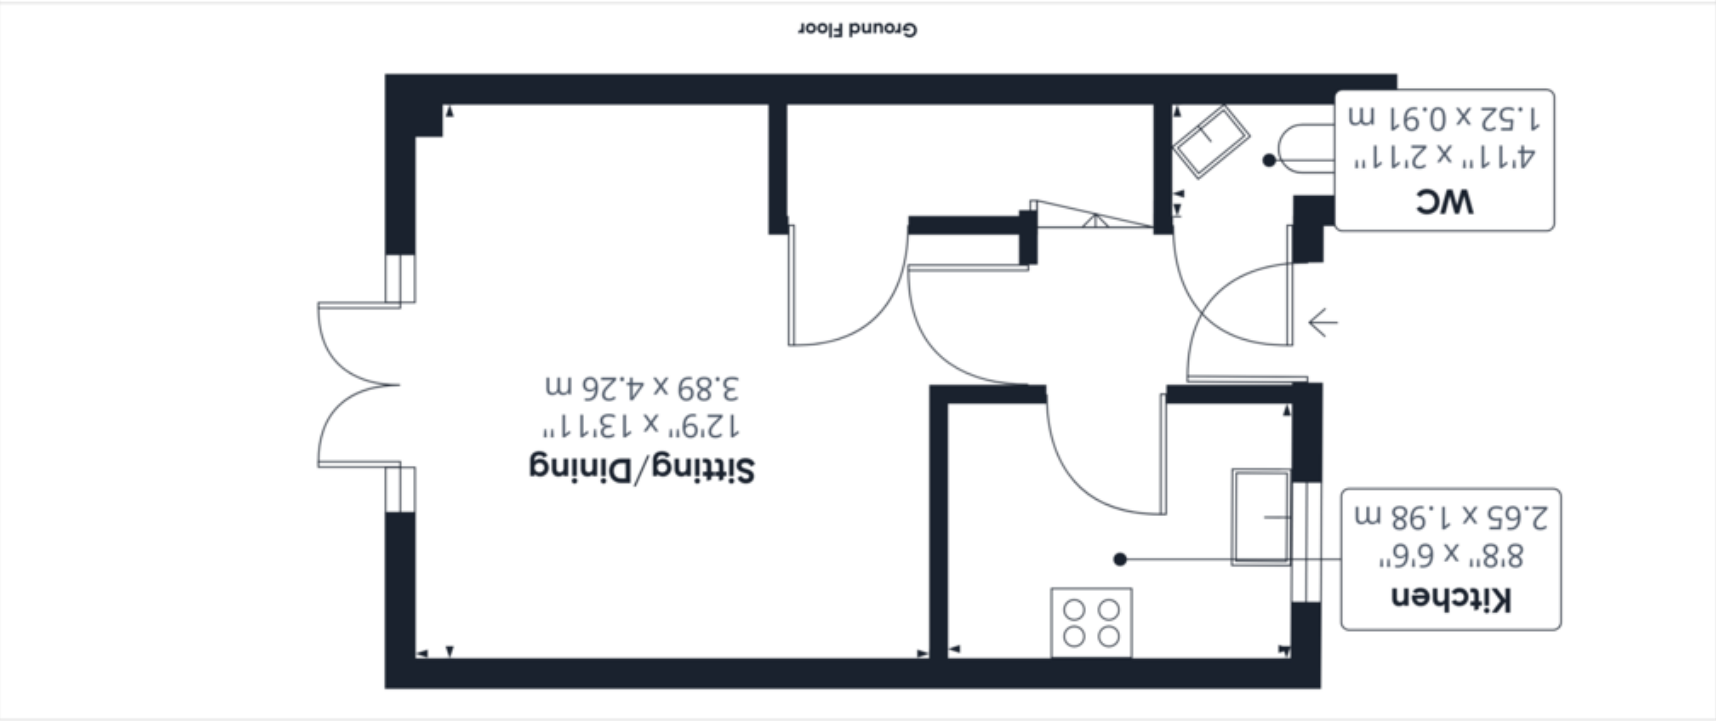 Kitchen
8'8" x 6'6"
2.65 x 1.98 m
Sitting/Dining
12'9" x 13'11"
3.89 x 4.26 m
WC
4'11" x 2'11"
1.52 x 0.91 m
Ground Floor